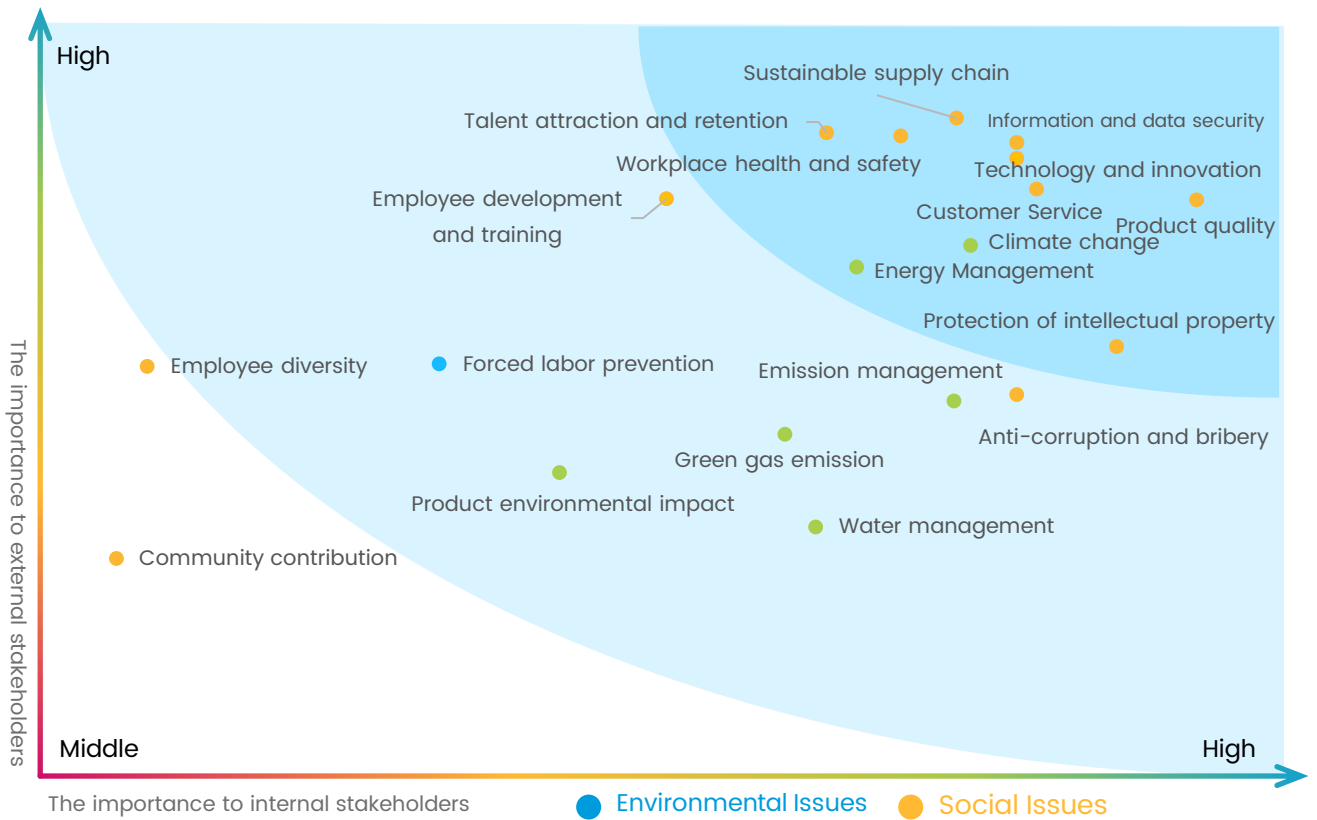 High
Sustainable supply chain
Talent attraction and retention
Information and data security
Workplace health and safety
Technology and innovation
Employee development
and training
Customer Service
Product quality
Climate change
Energy Management
Protection of intellectual property
Employee diversity
Forced labor prevention
Emission management
Anti-corruption and bribery
Green gas emission
Product environmental impact
Water management
Community contribution
The importance to external stakeholders
Middle
High
The importance to internal stakeholders
Environmental Issues
Social Issues